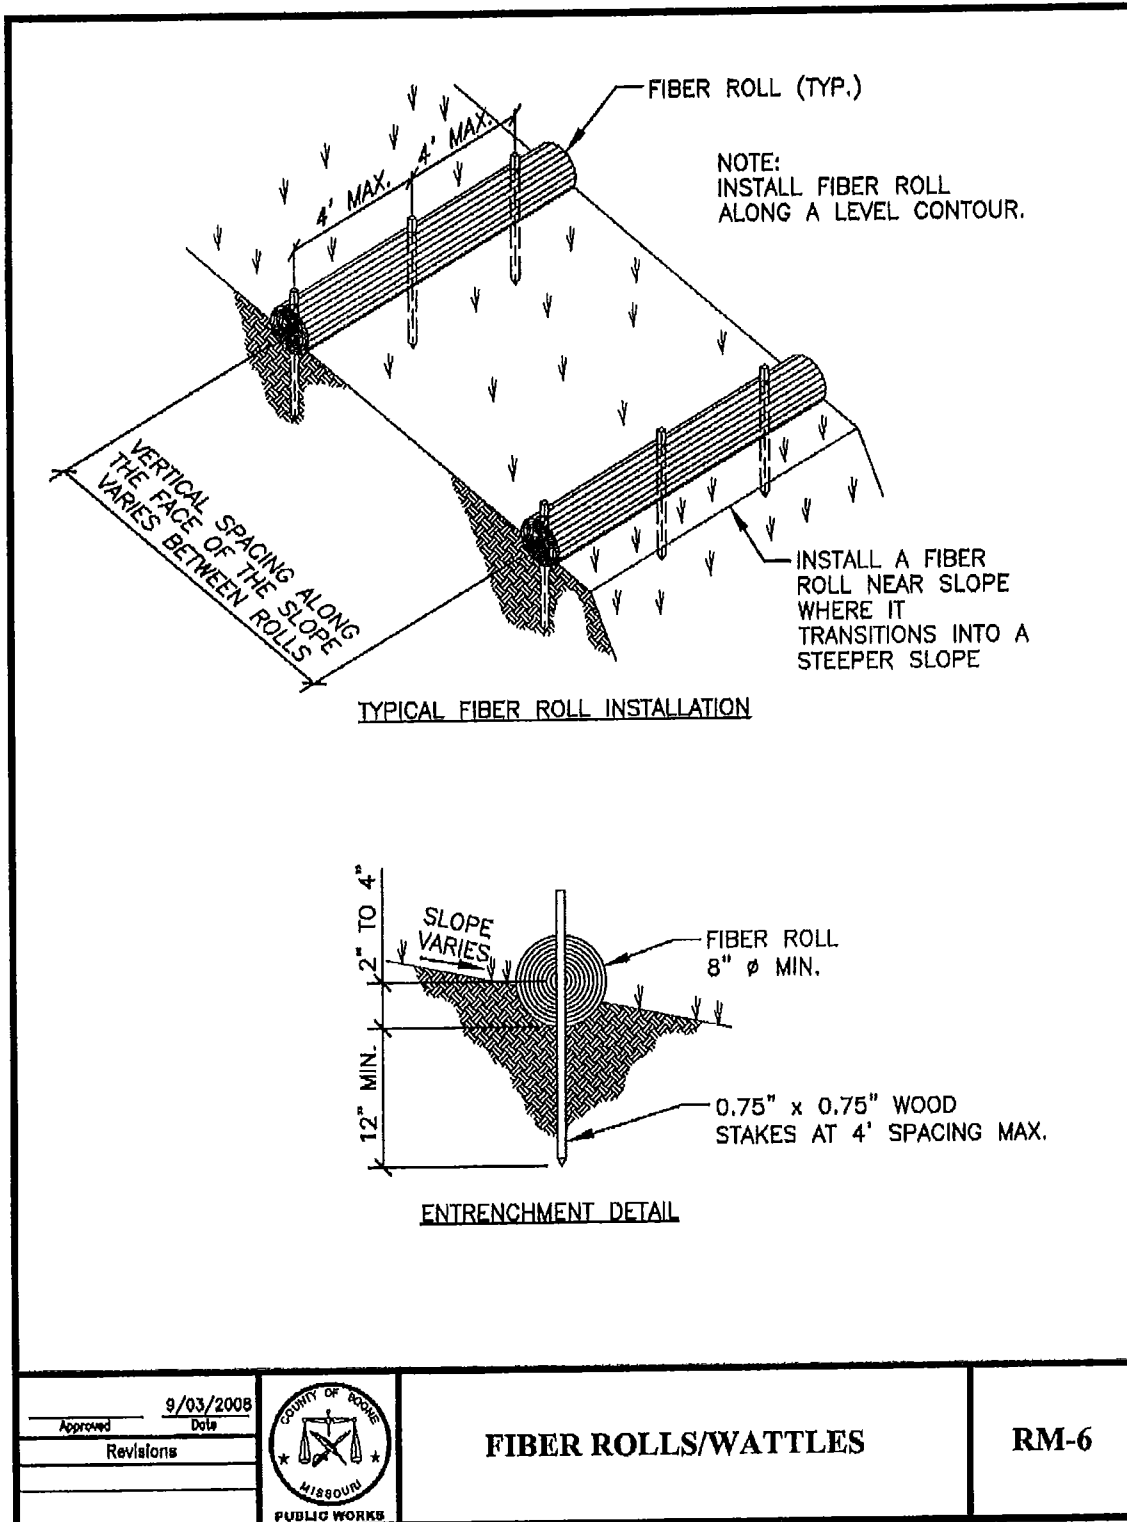 FIBER ROLL (TYP.)
4' MAX.
4' MAX.
NOTE:
INSTALL FIBER ROLL
ALONG A LEVEL CONTOUR.
VERTICAL SPACING ALONG
THE FACE OF THE SLOPE
VARIES BETWEEN ROLLS
INSTALL A FIBER
ROLL NEAR SLOPE
WHERE IT
TRANSITIONS INTO A
STEEPER SLOPE
TYPICAL FIBER ROLL INSTALLATION
2" TO 4"
SLOPE
VARIES
FIBER ROLL
8" ø MIN.
12" MIN.
0.75" x 0.75" WOOD
STAKES AT 4' SPACING MAX.
ENTRENCHMENT DETAIL
9/03/2008
Approved Date
Revisions
COUNTY OF BOONE
MISSOURI
PUBLIC WORKS
FIBER ROLLS/WATTLES
RM-6